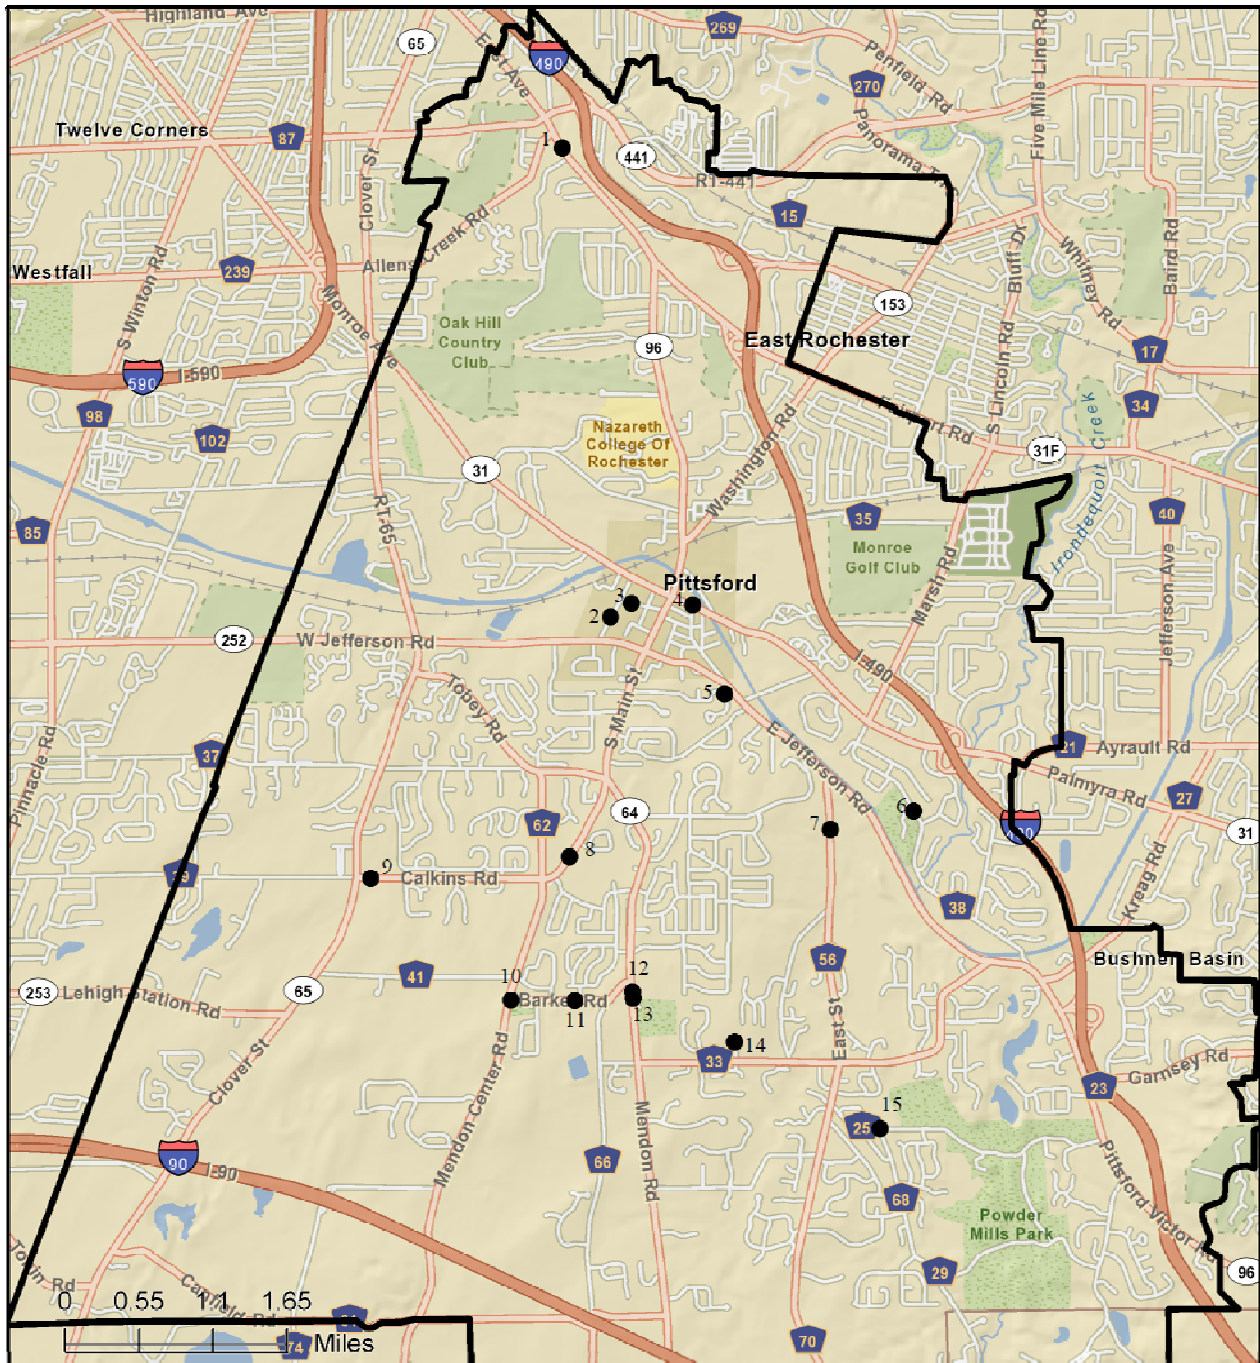 Highland Ave
65
E
st Ave
490
269
Penfield Rd
270
Five Mile Line Rd
Twelve Corners
87
1
441
Panorama
RT-441
15
Clover St
S Winton Rd
Westfall
239
Allens Creek Rd
Bluff Dr
Whitney Rd
Baird Rd
Monroe Ave
153
Oak Hill
Country
Club
96
East Rochester
17
I-590
590
98
34
S Lincoln Rd
102
Nazareth
College Of
Rochester
31F
31
Washington Rd
Irondequoit Creek
RT-65
85
35
40
Monroe
Golf Club
Marsh Rd
Jefferson Ave
Pittsford
3
4
2
252
W Jefferson Rd
I-490
5
Tobey Rd
S Main St
E Jefferson Rd
37
21
Ayrault Rd
Pinnacle Rd
Palmyra Rd
27
64
62
7
6
31
8
9
Calkins Rd
Kreag Rd
38
56
Bushnell Basin
41
12
10
253
Lehigh Station Rd
65
Barker Rd
11
13
East St
14
33
Clover St
Mendon Center Rd
Garnsey Rd
23
15
25
Mendon Rd
90
I-90
66
68
Pittsford Victor Rd
Powder
Mills Park
29
96
Rd
Canfield Rd
0 0.55 1.1 1.65
Miles
74
70